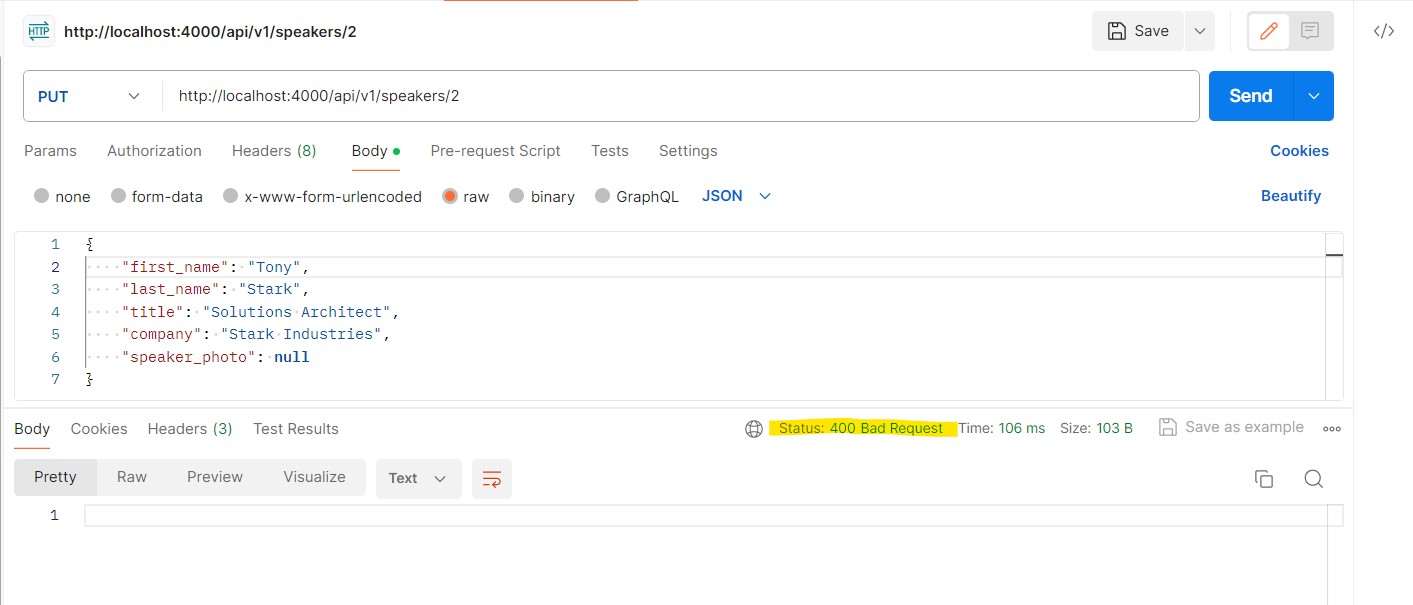 HTTP http://localhost:4000/api/v1/speakers/2 Save </>
PUT http://localhost:4000/api/v1/speakers/2 Send
Params Authorization Headers (8) Body Pre-request Script Tests Settings Cookies
none form-data x-www-form-urlencoded raw binary GraphQL JSON Beautify
1 {
2 "first_name": "Tony",
3 "last_name": "Stark",
4 "title": "Solutions Architect",
5 "company": "Stark Industries",
6 "speaker_photo": null
7 }
Body Cookies Headers (3) Test Results Status: 400 Bad Request Time: 106 ms Size: 103 B Save as example
Pretty Raw Preview Visualize Text
1